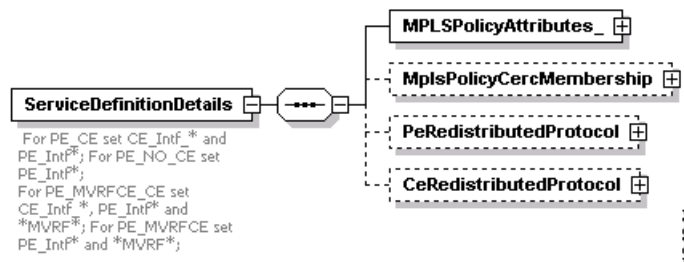 MPLSPolicyAttributes_
MplsPolicyCercMembership
ServiceDefinitionDetails
PeRedistributedProtocol
CeRedistributedProtocol
For PE_CE set CE_Intf_* and
PE_Intf*; For PE_NO_CE set
PE_Intf*;
For PE_MVRFCE_CE set
CE_Intf_*, PE_Intf* and
*MVRF*; For PE_MVRFCE set
PE_Intf* and *MVRF*;